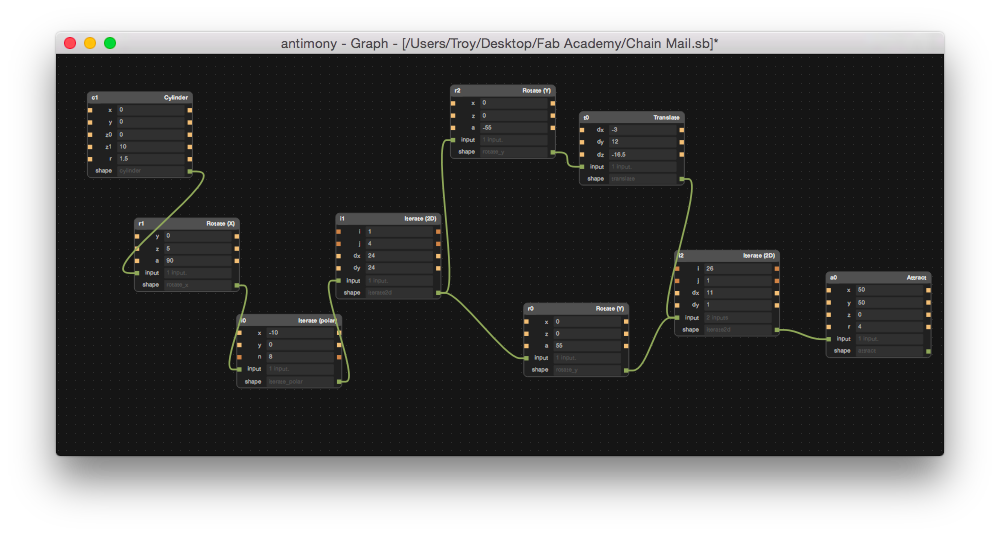 antimony - Graph - [/Users/Troy/Desktop/Fab Academy/Chain Mail.sb]*
c1 Cylinder
x 0
y 0
z0 0
z1 10
r 1.5
shape cylinder
r1 Rotate (X)
y 0
z 5
a 90
input 1 input
shape rotate_x
i0 Iterate (polar)
x -10
y 0
n 8
input 1 input
shape iterate_polar
i1 Iterate (2D)
i 1
j 4
dx 24
dy 24
input 1 input
shape iterate2d
r2 Rotate (Y)
x 0
z 0
a -55
input 1 input
shape rotate_y
t0 Translate
dx -3
dy 12
dz -16.5
input 1 input
shape translate
r0 Rotate (Y)
x 0
z 0
a 55
input 1 input
shape rotate_y
i2 Iterate (2D)
i 26
j 1
dx 11
dy 1
input 2 inputs
shape iterate2d
a0 Attract
x 50
y 50
z 0
r 4
input 1 input
shape attract